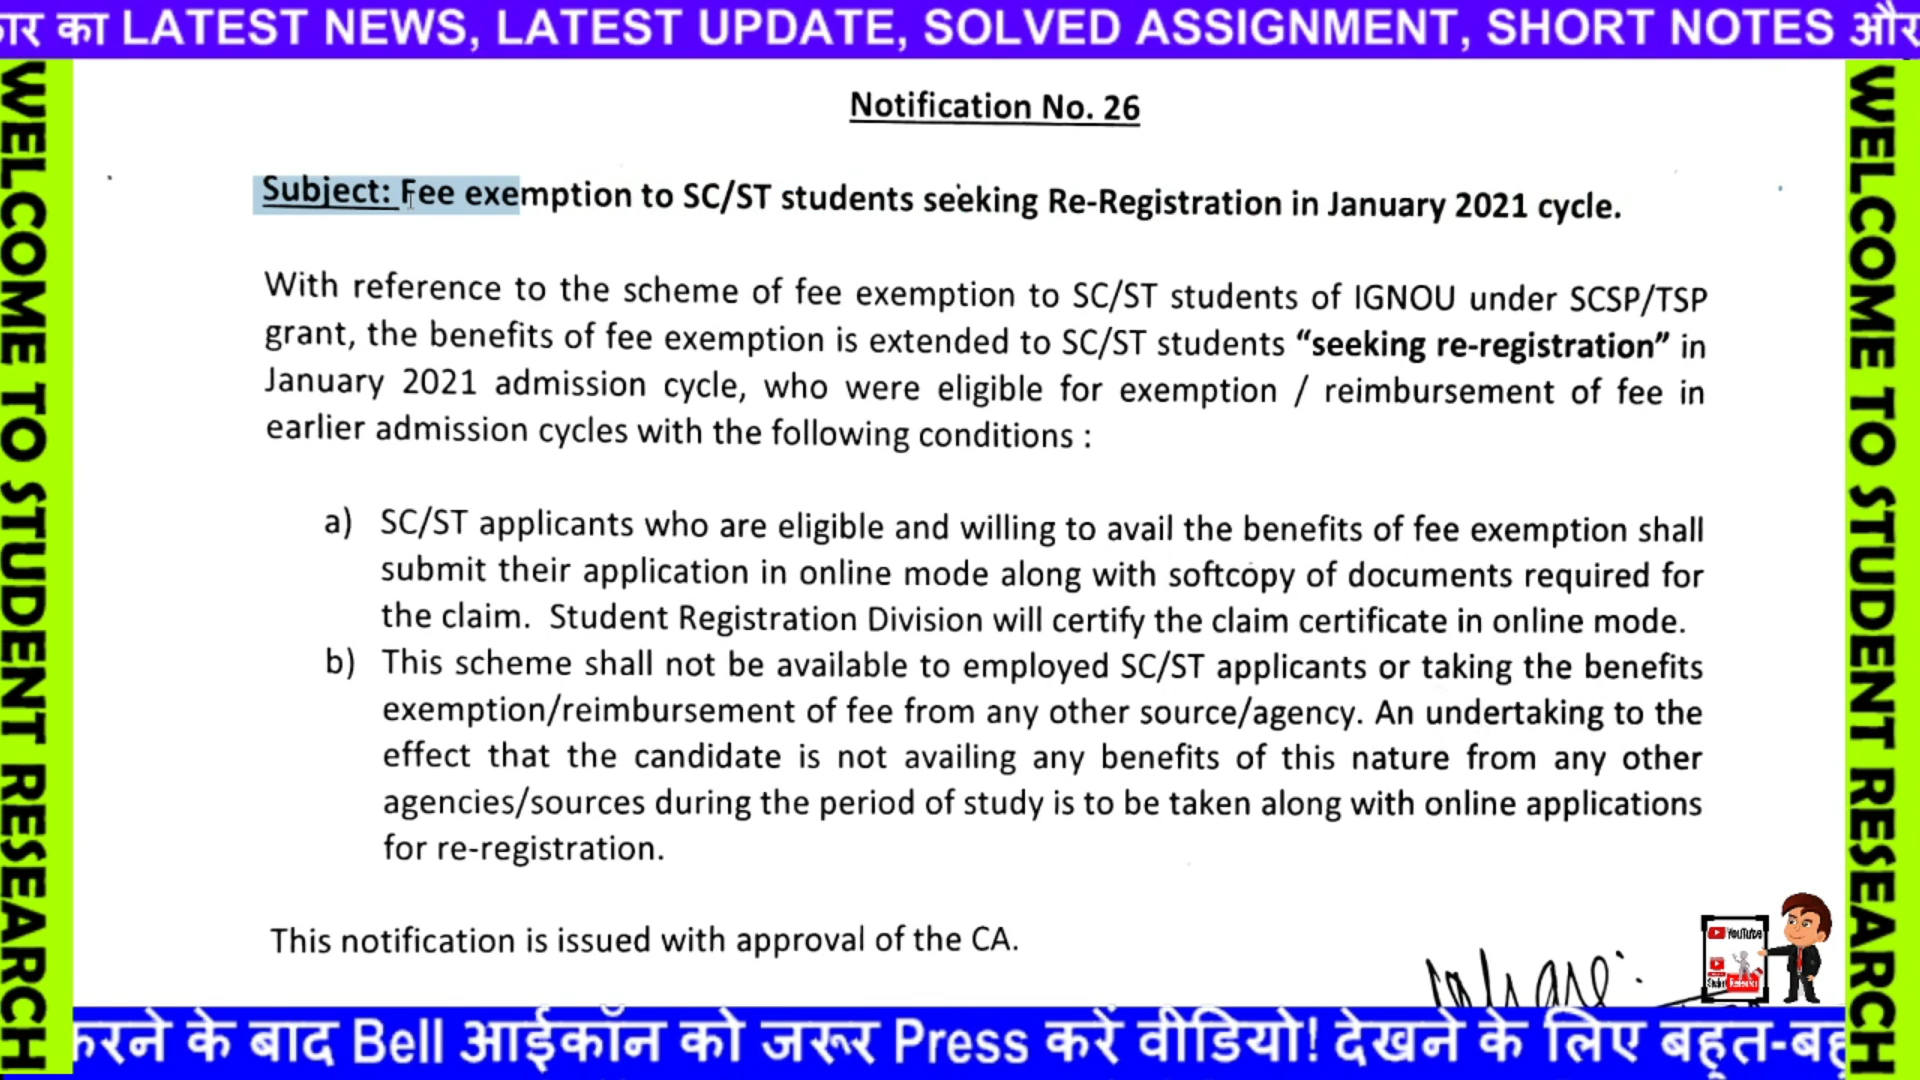 का LATEST NEWS, LATEST UPDATE, SOLVED ASSIGNMENT, SHORT NOTES और
WELCOME TO STUDENT RESEARCH
Notification No. 26
Subject: Fee exemption to SC/ST students seeking Re-Registration in January 2021 cycle.
With reference to the scheme of fee exemption to SC/ST students of IGNOU under SCSP/TSP
grant, the benefits of fee exemption is extended to SC/ST students “seeking re-registration” in
January 2021 admission cycle, who were eligible for exemption / reimbursement of fee in
earlier admission cycles with the following conditions :
a) SC/ST applicants who are eligible and willing to avail the benefits of fee exemption shall
submit their application in online mode along with softcopy of documents required for
the claim. Student Registration Division will certify the claim certificate in online mode.
b) This scheme shall not be available to employed SC/ST applicants or taking the benefits
exemption/reimbursement of fee from any other source/agency. An undertaking to the
effect that the candidate is not availing any benefits of this nature from any other
agencies/sources during the period of study is to be taken along with online applications
for re-registration.
This notification is issued with approval of the CA.
YouTube
WELCOME TO STUDENT RESEARCH
करने के बाद Bell आईकॉन को जरूर Press करें वीडियो! देखने के लिए बहुत-